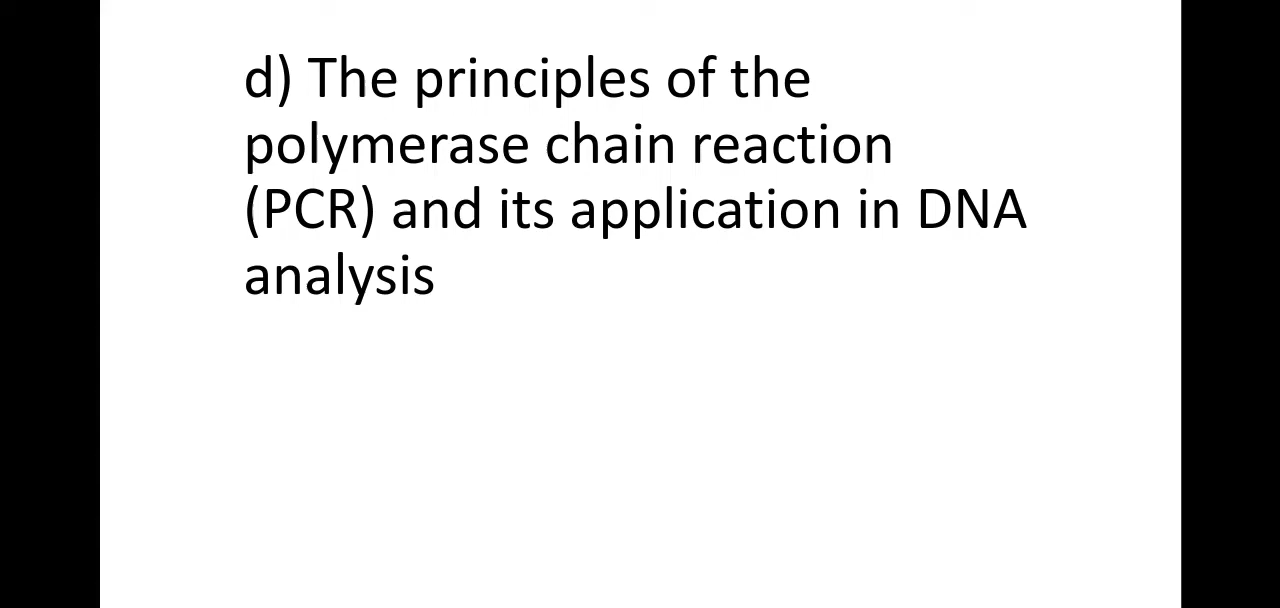 d) The principles of the
polymerase chain reaction
(PCR) and its application in DNA
analysis